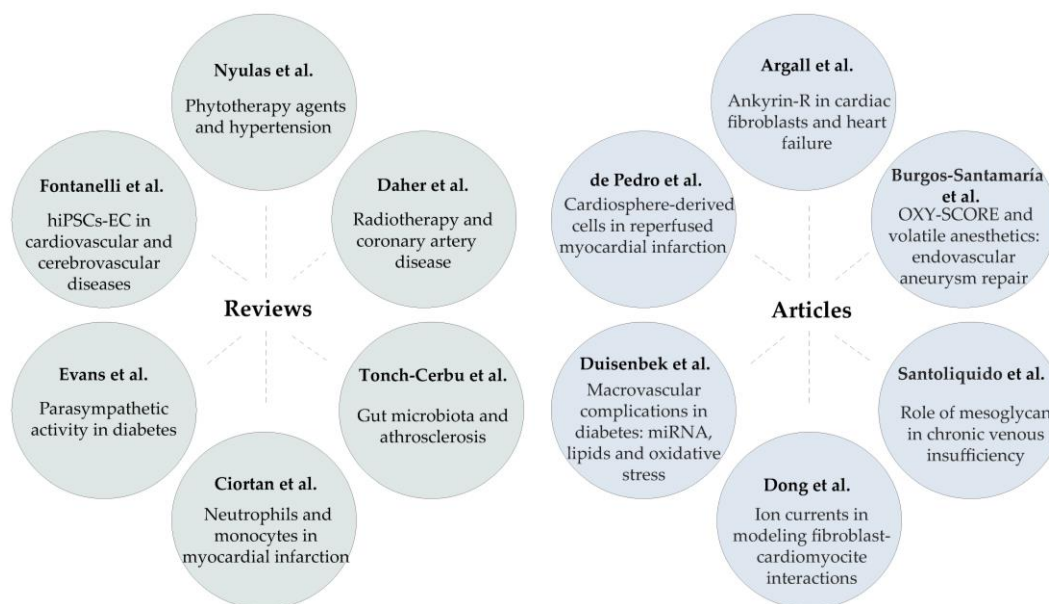 Nyulas et al.
Phytotherapy agents
and hypertension
Fontanelli et al.
hiPSCs-EC in
cardiovascular and
cerebrovascular
diseases
Daher et al.
Radiotherapy and
coronary artery
disease
Reviews
Evans et al.
Parasympathetic
activity in diabetes
Tonch-Cerbu et al.
Gut microbiota and
athrosclerosis
Ciortan et al.
Neutrophils and
monocytes in
myocardial infarction
Argall et al.
Ankyrin-R in cardiac
fibroblasts and heart
failure
de Pedro et al.
Cardiosphere-derived
cells in reperfused
myocardial infarction
Burgos-Santamaría
et al.
OXY-SCORE and
volatile anesthetics:
endovascular
aneurysm repair
Articles
Duisenbek et al.
Macrovascular
complications in
diabetes: miRNA,
lipids and oxidative
stress
Santoliquido et al.
Role of mesoglycan
in chronic venous
insufficiency
Dong et al.
Ion currents in
modeling fibroblast-
cardiomyocite
interactions